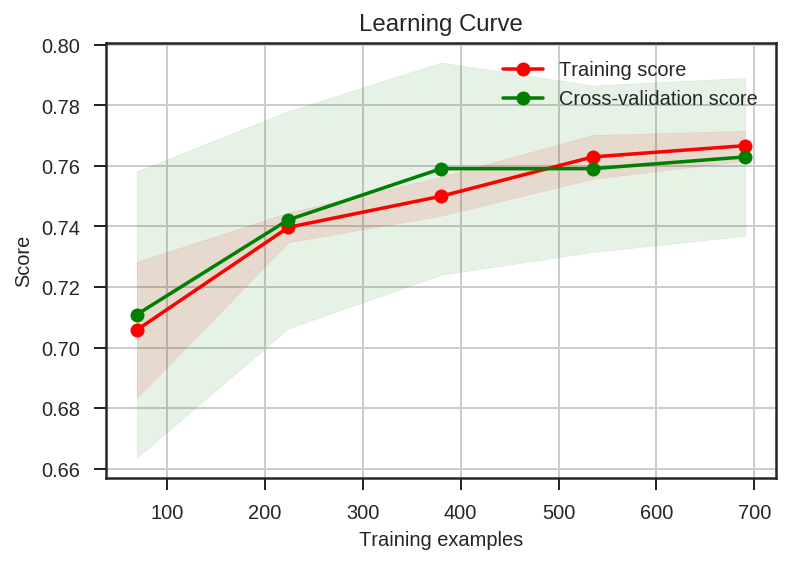 Learning Curve
0.80
0.78
0.76
0.74
0.72
0.70
0.68
0.66
Score
Training score
Cross-validation score
100 200 300 400 500 600 700
Training examples